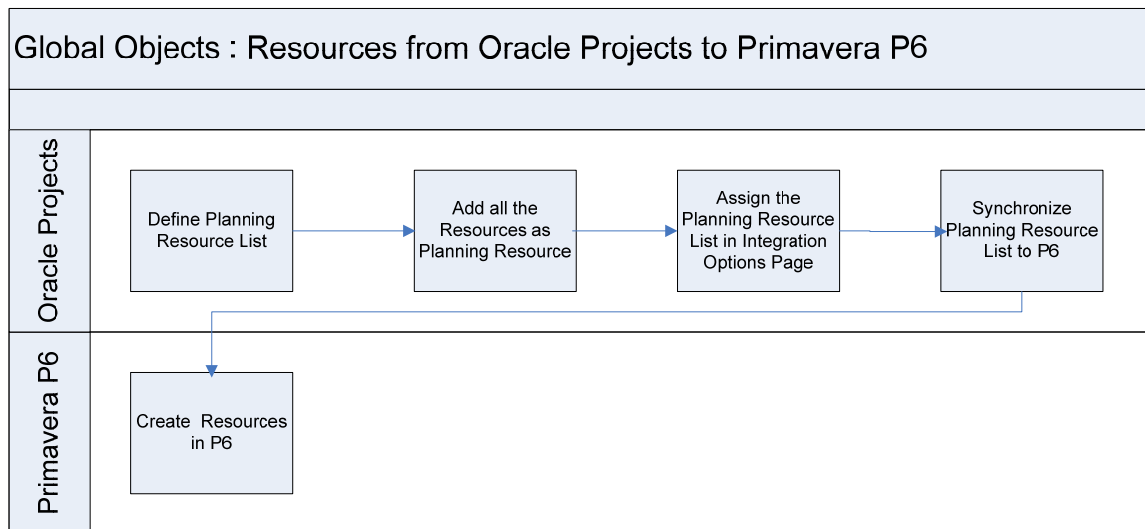 Global Objects : Resources from Oracle Projects to Primavera P6
Oracle Projects
Define Planning
Resource List
Add all the
Resources as
Planning Resource
Assign the
Planning Resource
List in Integration
Options Page
Synchronize
Planning Resource
List to P6
Primavera P6
Create Resources
in P6